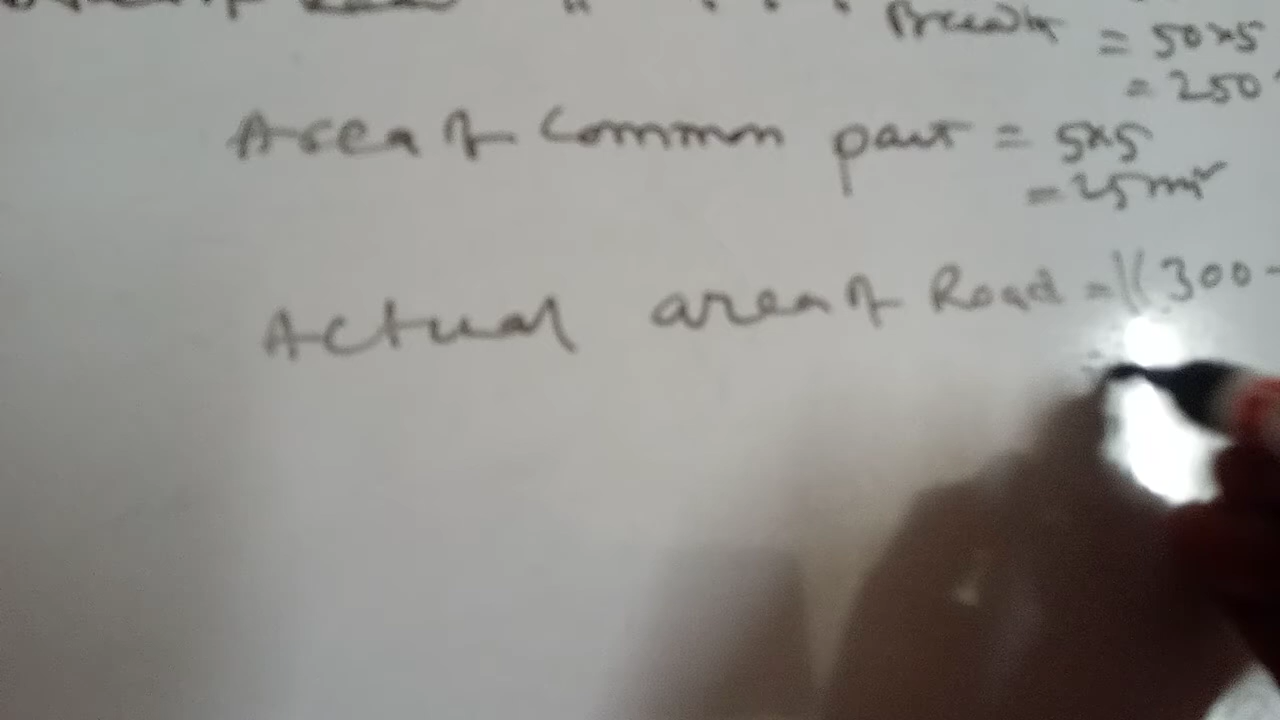 Breadth = 50×5
= 250
Area of Common part = 5×5
= 25m²
Actual area of Road = ((300-